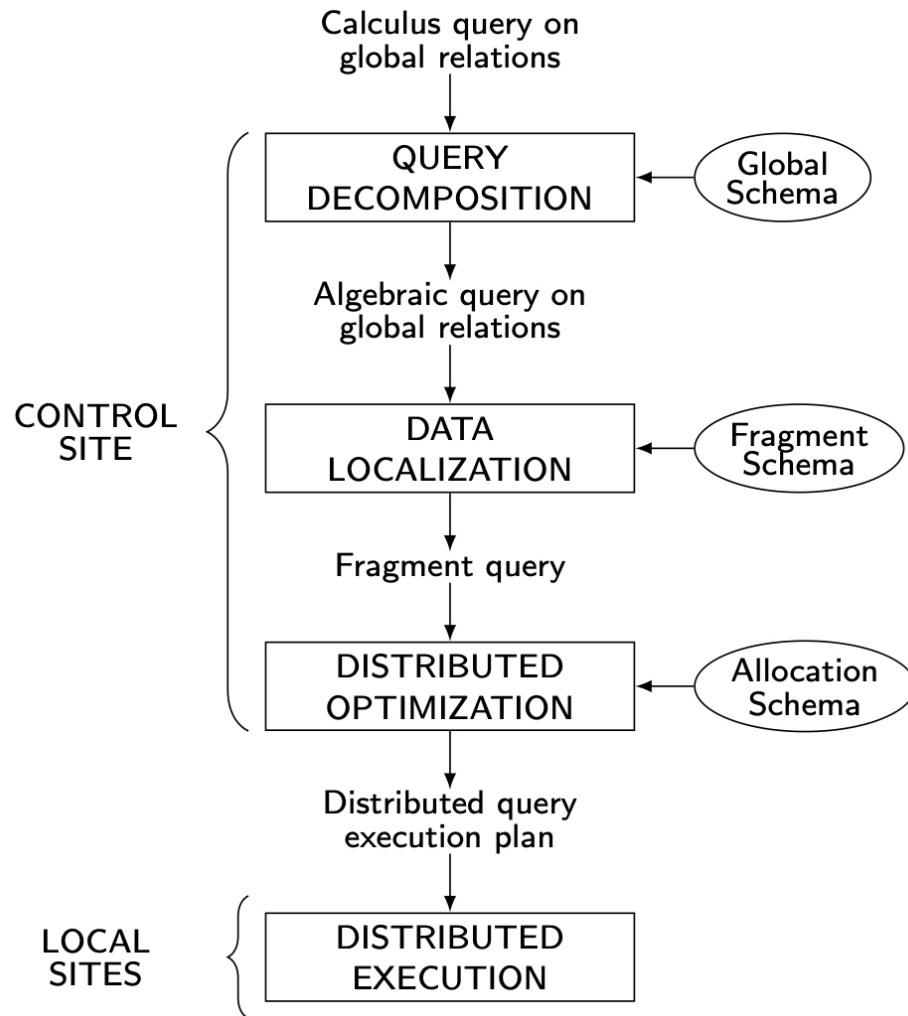 Calculus query on
global relations
QUERY
DECOMPOSITION
Global
Schema
Algebraic query on
global relations
CONTROL
SITE
DATA
LOCALIZATION
Fragment
Schema
Fragment query
DISTRIBUTED
OPTIMIZATION
Allocation
Schema
Distributed query
execution plan
LOCAL
SITES
DISTRIBUTED
EXECUTION